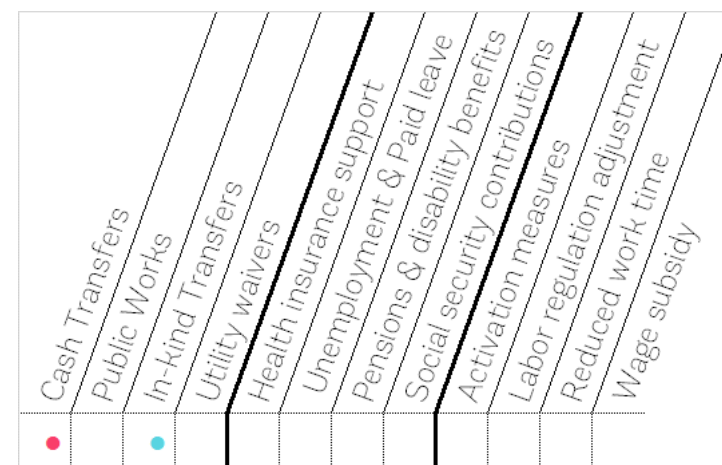 Cash Transfers
Public Works
In-kind Transfers
Utility waivers
Health insurance support
Unemployment & Paid leave
Pensions & disability benefits
Social security contributions
Activation measures
Labor regulation adjustment
Reduced work time
Wage subsidy